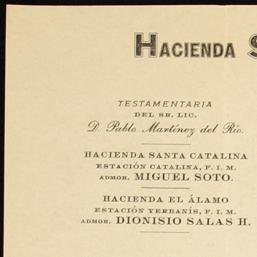 HACIENDA S
TESTAMENTARIA
DEL SR. LIC.
D. Pablo Martínez del Río.
HACIENDA SANTA CATALINA
ESTACIÓN CATALINA, F. I. M.
ADMOR. MIGUEL SOTO.
HACIENDA EL ÁLAMO
ESTACIÓN YERBANÍS, F. I. M.
ADMOR. DIONISIO SALAS H.